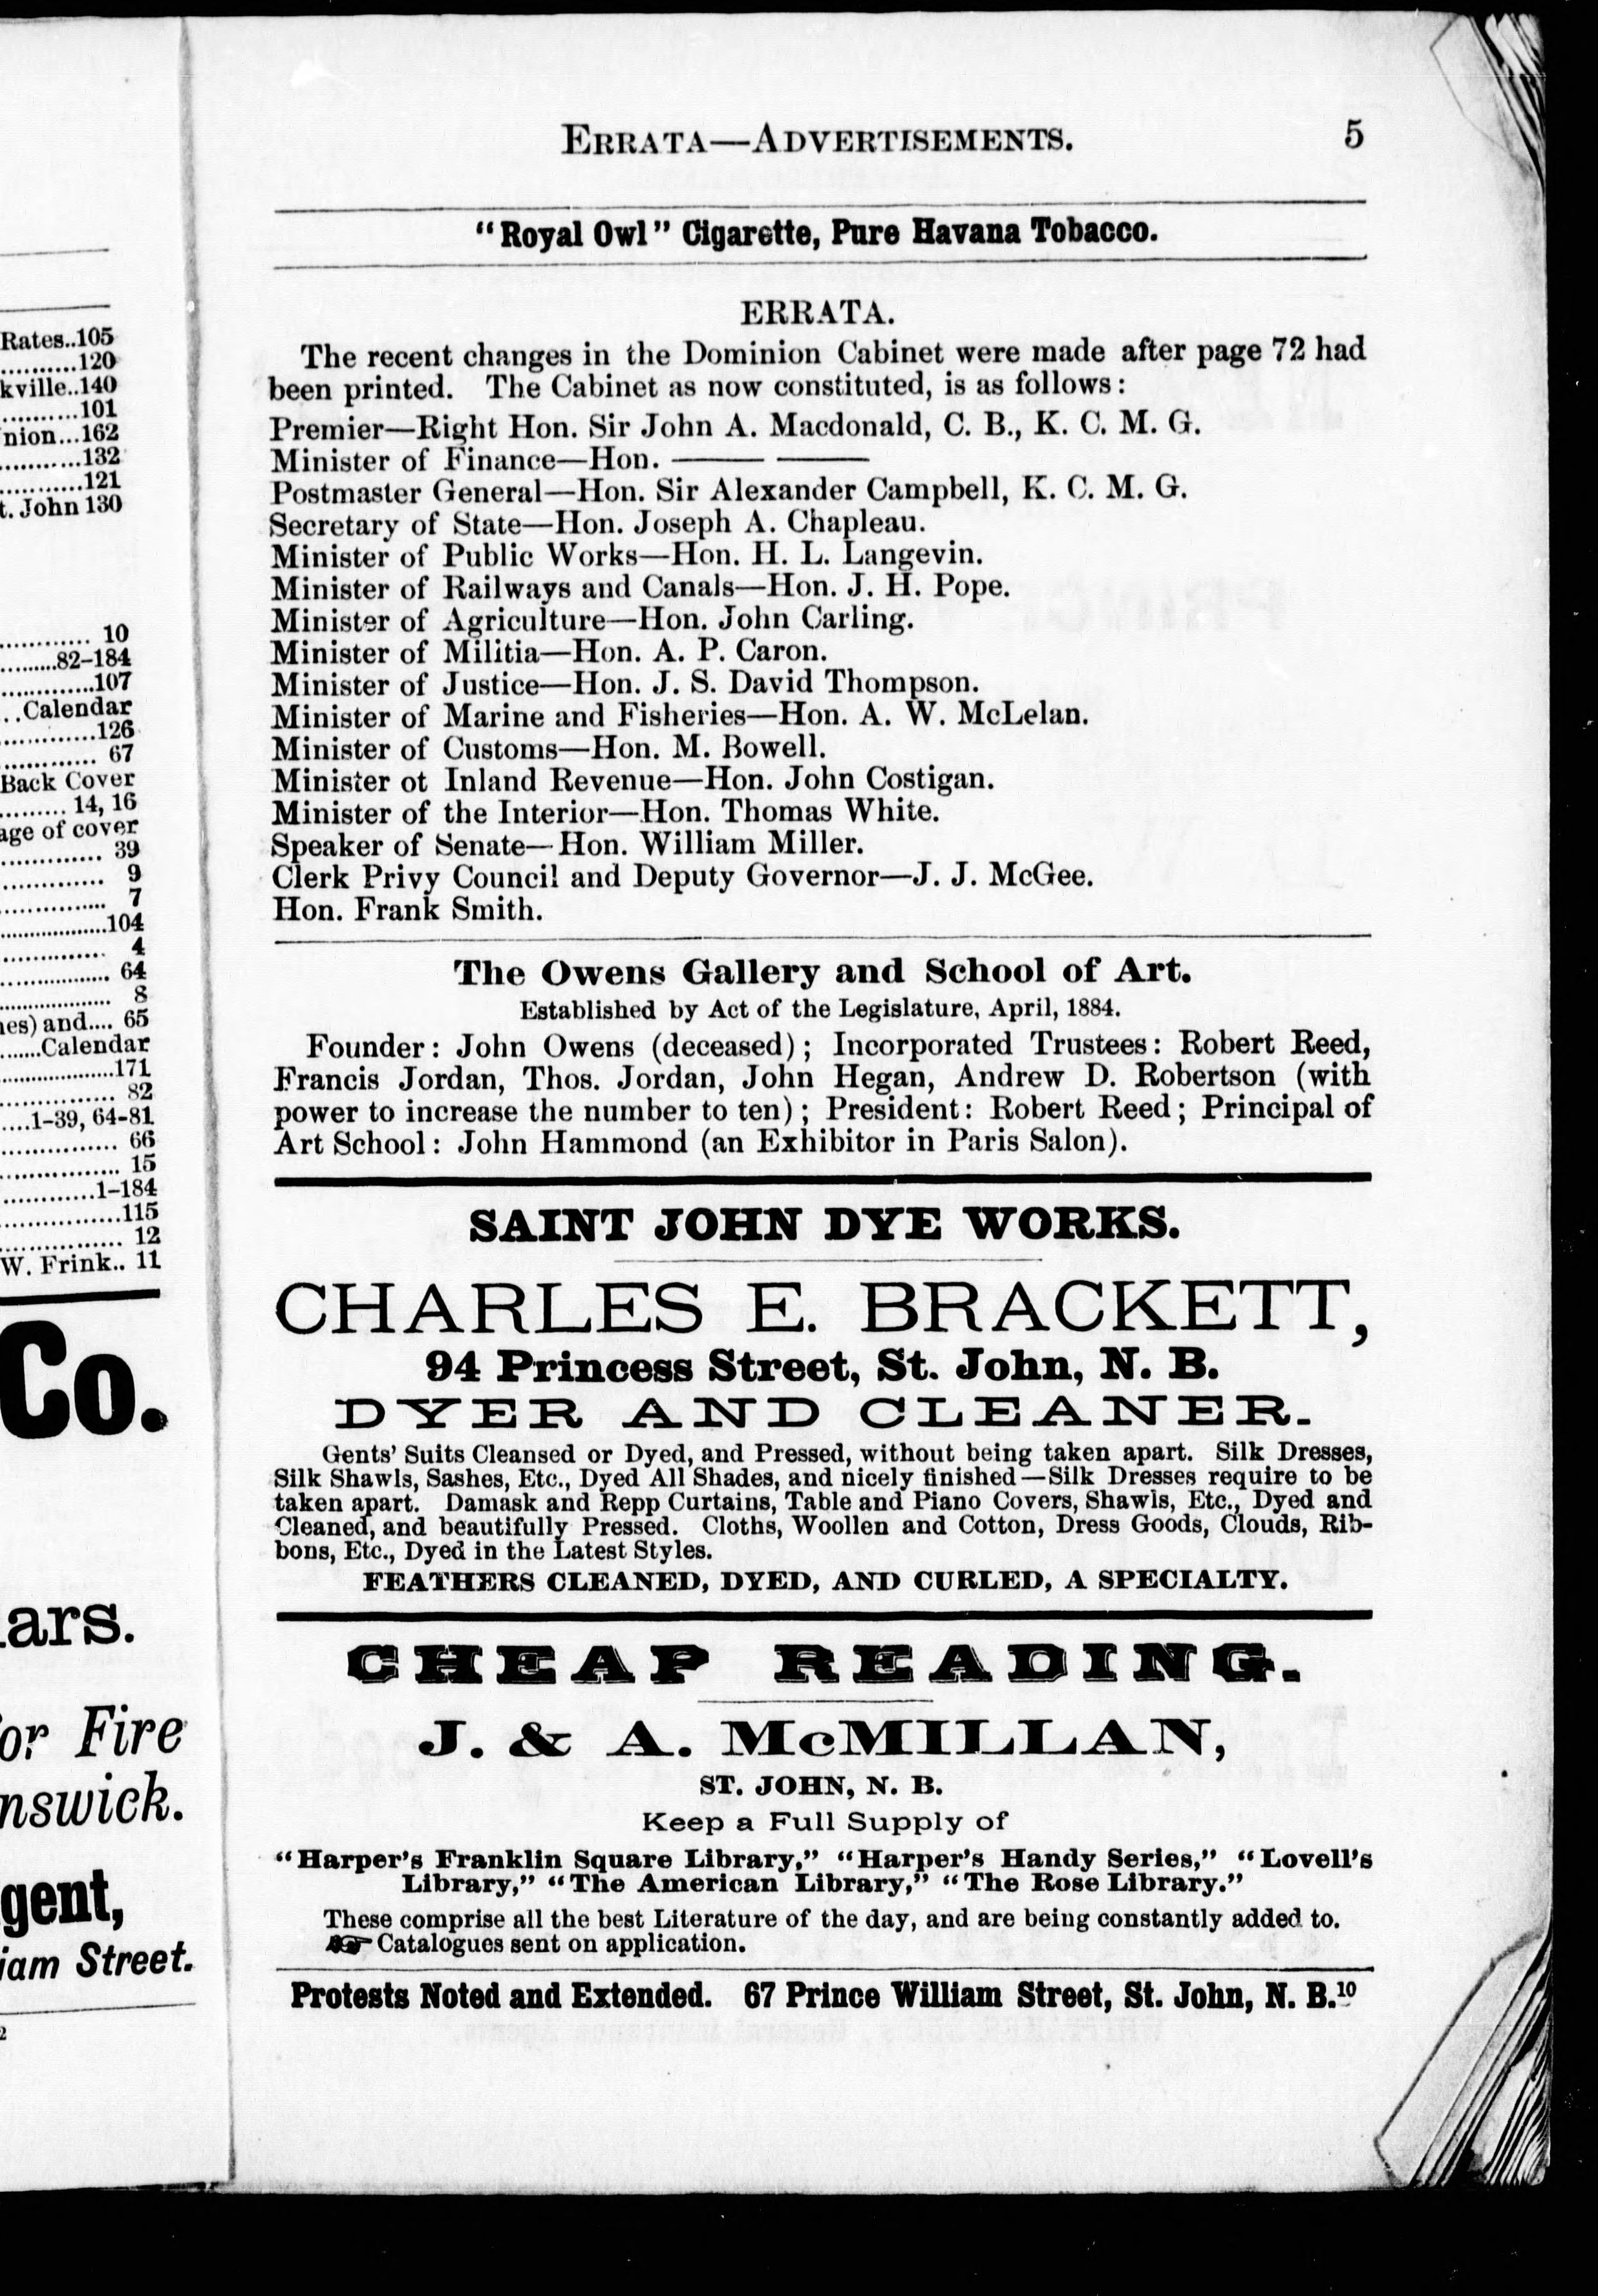 Rates..105
...........120
kville..140
...........101
nion...162
...........132
...........121
t. John 130
............ 10
.........82-184
.............107
..Calendar
.............126
............. 67
Back Cover
......... 14, 16
age of cover
............. 39
............. 9
............... 7
..................104
............... 4
................ 64
.................. 8
nes) and.... 65
.......Calendar
....................171
................ 82
....1-39, 64-81
................ 66
.................. 15
.............1-184
.................115
................. 12
W. Frink.. 11
Co.
ars.
or Fire
nswick.
gent,
iam Street.
2
ERRATA—ADVERTISEMENTS. 5
"Royal Owl" Cigarette, Pure Havana Tobacco.
ERRATA.
The recent changes in the Dominion Cabinet were made after page 72 had
been printed. The Cabinet as now constituted, is as follows:
Premier—Right Hon. Sir John A. Macdonald, C. B., K. C. M. G.
Minister of Finance—Hon. ——— ———
Postmaster General—Hon. Sir Alexander Campbell, K. C. M. G.
Secretary of State—Hon. Joseph A. Chapleau.
Minister of Public Works—Hon. H. L. Langevin.
Minister of Railways and Canals—Hon. J. H. Pope.
Minister of Agriculture—Hon. John Carling.
Minister of Militia—Hon. A. P. Caron.
Minister of Justice—Hon. J. S. David Thompson.
Minister of Marine and Fisheries—Hon. A. W. McLelan.
Minister of Customs—Hon. M. Bowell.
Minister ot Inland Revenue—Hon. John Costigan.
Minister of the Interior—Hon. Thomas White.
Speaker of Senate—Hon. William Miller.
Clerk Privy Council and Deputy Governor—J. J. McGee.
Hon. Frank Smith.
The Owens Gallery and School of Art.
Established by Act of the Legislature, April, 1884.
Founder: John Owens (deceased); Incorporated Trustees: Robert Reed,
Francis Jordan, Thos. Jordan, John Hegan, Andrew D. Robertson (with
power to increase the number to ten); President: Robert Reed; Principal of
Art School: John Hammond (an Exhibitor in Paris Salon).
SAINT JOHN DYE WORKS.
CHARLES E. BRACKETT,
94 Princess Street, St. John, N. B.
DYER AND CLEANER.
Gents' Suits Cleansed or Dyed, and Pressed, without being taken apart. Silk Dresses,
Silk Shawls, Sashes, Etc., Dyed All Shades, and nicely finished—Silk Dresses require to be
taken apart. Damask and Repp Curtains, Table and Piano Covers, Shawls, Etc., Dyed and
Cleaned, and beautifully Pressed. Cloths, Woollen and Cotton, Dress Goods, Clouds, Rib-
bons, Etc., Dyed in the Latest Styles.
FEATHERS CLEANED, DYED, AND CURLED, A SPECIALTY.
CHEAP READING.
J. & A. McMILLAN,
ST. JOHN, N. B.
Keep a Full Supply of
"Harper's Franklin Square Library," "Harper's Handy Series," "Lovell's
Library," "The American Library," "The Rose Library."
These comprise all the best Literature of the day, and are being constantly added to.
☞ Catalogues sent on application.
Protests Noted and Extended. 67 Prince William Street, St. John, N. B.10